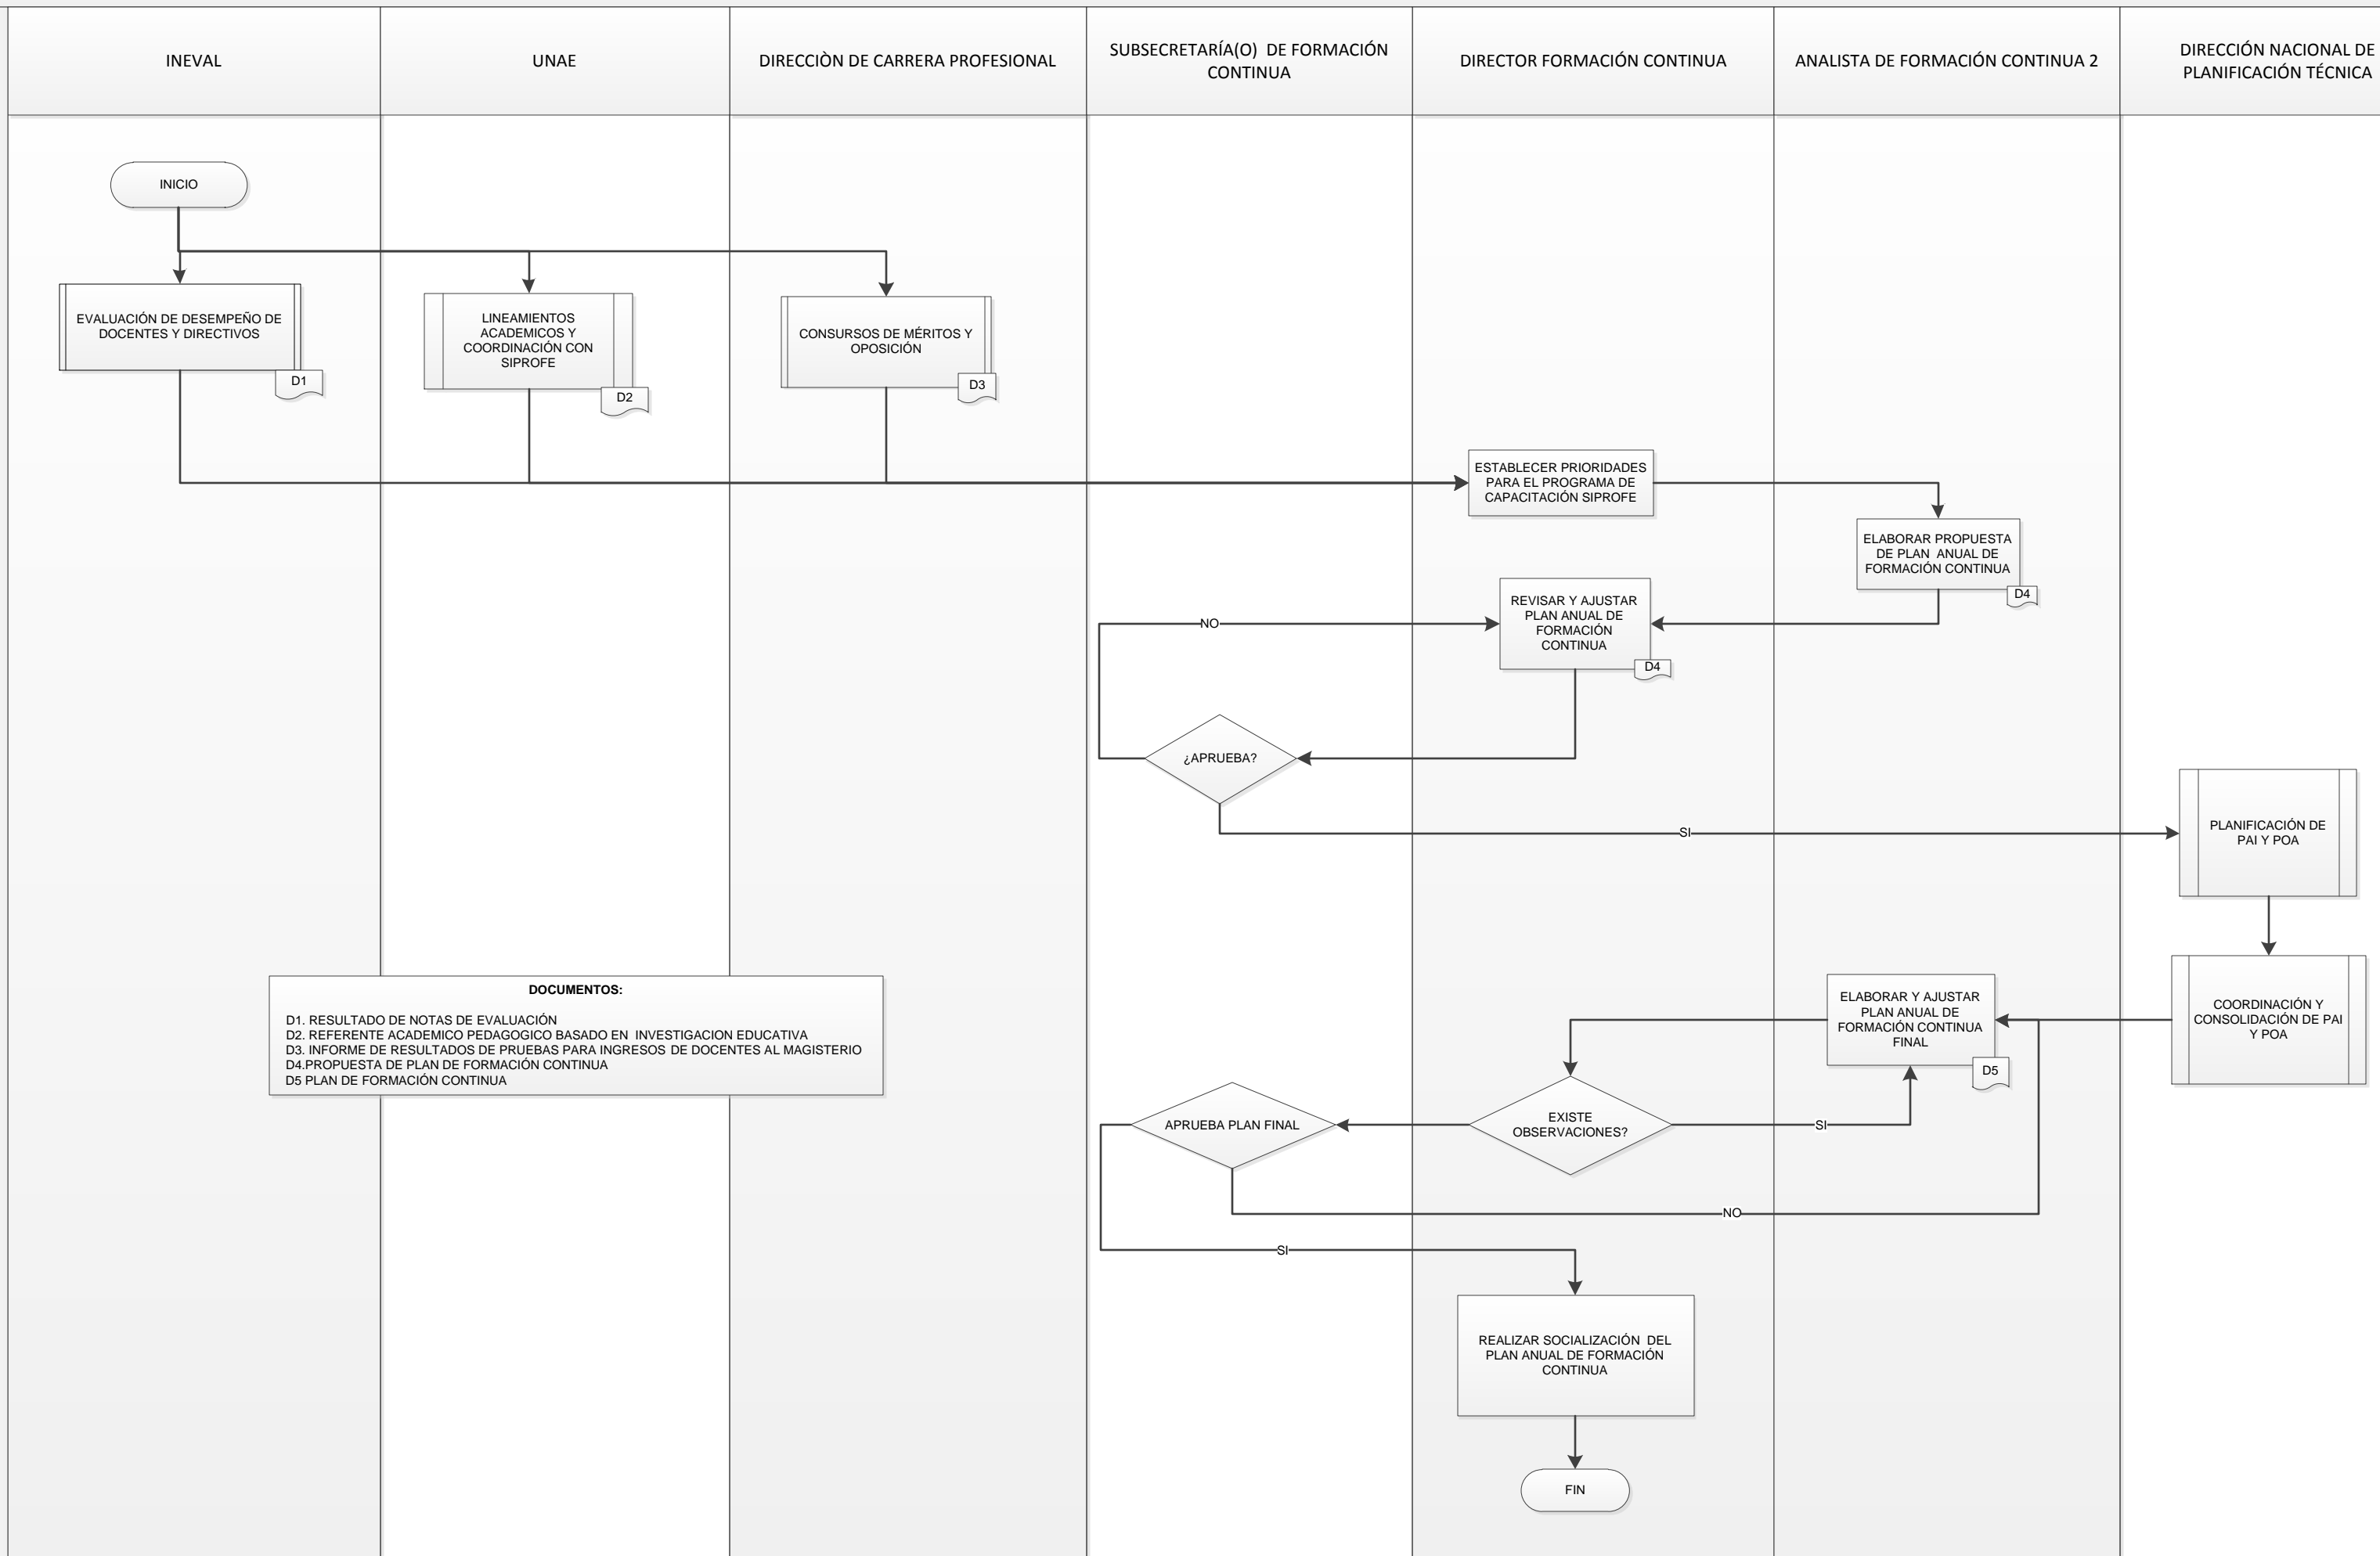 INEVAL
UNAE
DIRECCIÒN DE CARRERA PROFESIONAL
SUBSECRETARÍA(O)  DE FORMACIÓN
CONTINUA
DIRECTOR FORMACIÓN CONTINUA
ANALISTA DE FORMACIÓN CONTINUA 2
DIRECCIÓN NACIONAL DE
PLANIFICACIÓN TÉCNICA
INICIO
EVALUACIÓN DE DESEMPEÑO DE
DOCENTES Y DIRECTIVOS
D1
LINEAMIENTOS
ACADEMICOS Y
COORDINACIÓN CON
SIPROFE
D2
CONSURSOS DE MÉRITOS Y
OPOSICIÓN
D3
ESTABLECER PRIORIDADES
PARA EL PROGRAMA DE
CAPACITACIÓN SIPROFE
ELABORAR PROPUESTA
DE PLAN  ANUAL DE
FORMACIÓN CONTINUA
D4
REVISAR Y AJUSTAR
PLAN ANUAL DE
FORMACIÓN
CONTINUA
D4
NO
¿APRUEBA?
SI
PLANIFICACIÓN DE
PAI Y POA
COORDINACIÓN Y
CONSOLIDACIÓN DE PAI
Y POA
ELABORAR Y AJUSTAR
PLAN ANUAL DE
FORMACIÓN CONTINUA
FINAL
D5
DOCUMENTOS:
D1. RESULTADO DE NOTAS DE EVALUACIÓN
D2. REFERENTE ACADEMICO PEDAGOGICO BASADO EN  INVESTIGACION EDUCATIVA
D3. INFORME DE RESULTADOS DE PRUEBAS PARA INGRESOS DE DOCENTES AL MAGISTERIO
D4.PROPUESTA DE PLAN DE FORMACIÓN CONTINUA
D5 PLAN DE FORMACIÓN CONTINUA
APRUEBA PLAN FINAL
EXISTE
OBSERVACIONES?
SI
NO
SI
REALIZAR SOCIALIZACIÓN  DEL
PLAN ANUAL DE FORMACIÓN
CONTINUA
FIN